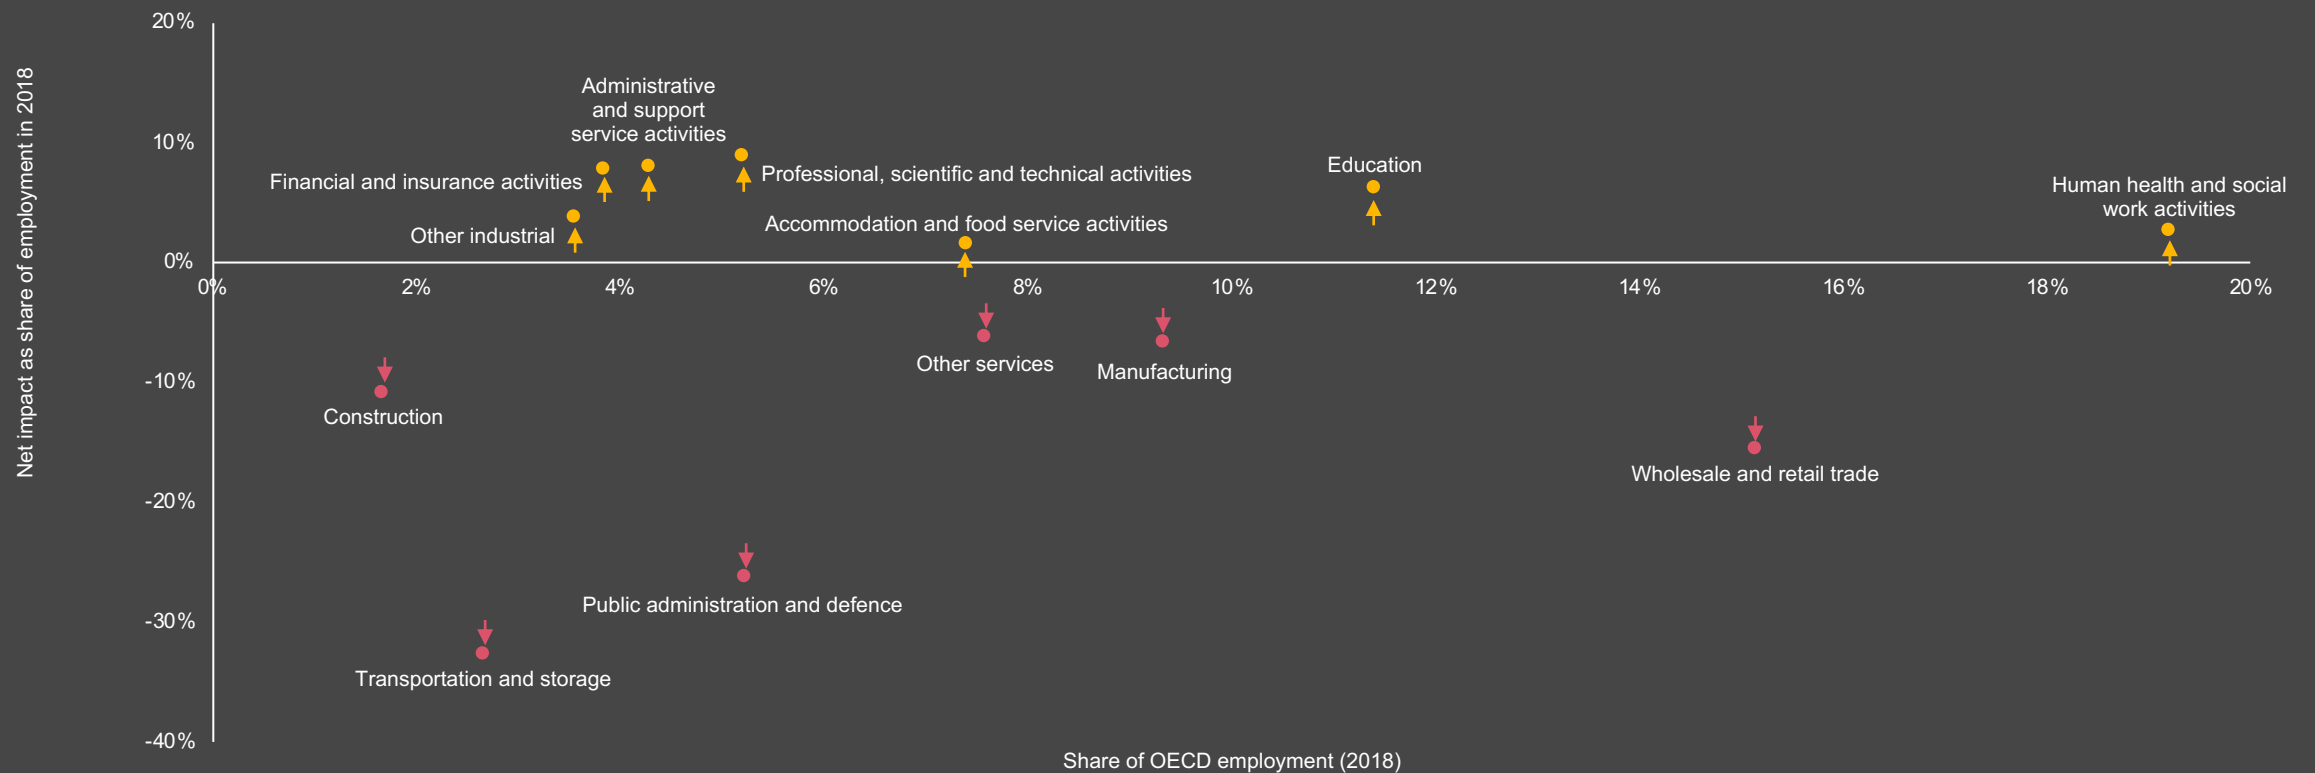 20%
Net impact as share of employment in 2018
Administrative
and support
service activities
10%
Education
Financial and insurance activities
Professional, scientific and technical activities
Human health and social
work activities
Accommodation and food service activities
Other industrial
0%
0%
2%
4%
6%
8%
10%
12%
14%
16%
18%
20%
Other services
Manufacturing
-10%
Construction
Wholesale and retail trade
-20%
Public administration and defence
-30%
Transportation and storage
-40%
Share of OECD employment (2018)